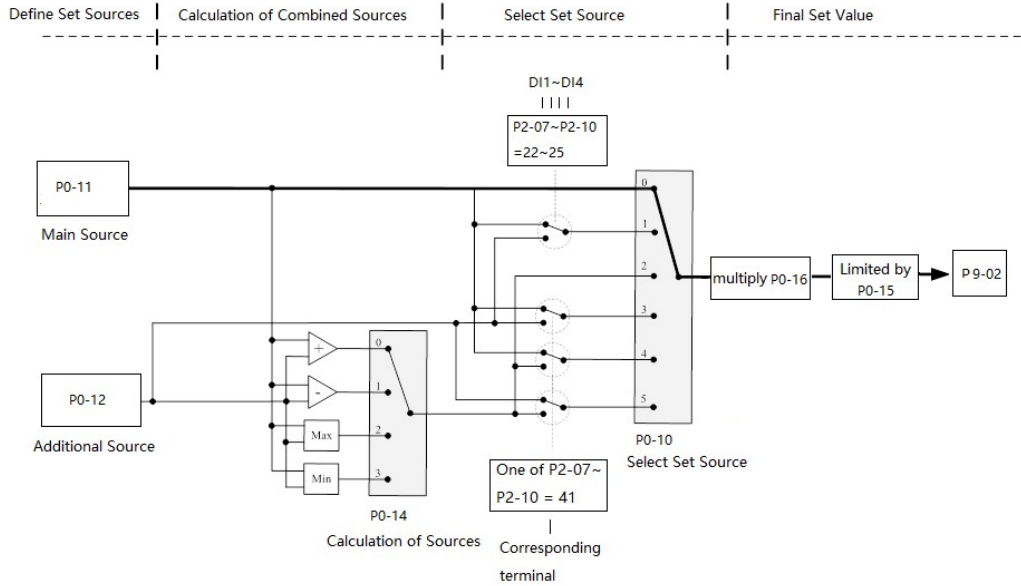 Define Set Sources
Calculation of Combined Sources
Select Set Source
Final Set Value
DI1~DI4
P2-07~P2-10
=22~25
P0-11
Main Source
0
1
2
3
4
5
multiply P0-16
Limited by
P0-15
P 9-02
P0-12
Additional Source
+
-
Max
Min
0
1
2
3
P0-14
Calculation of Sources
P0-10
Select Set Source
One of P2-07~
P2-10 = 41
Corresponding
terminal